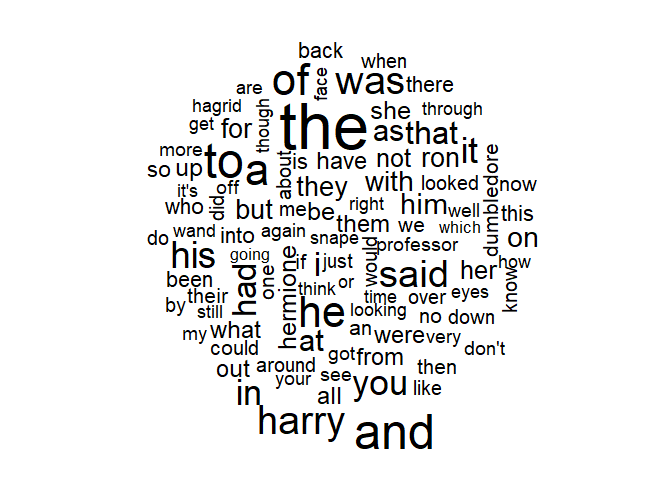 back
when
are of face was there
hagrid though the she through
get for as that it
more is have not ron
so up to a about they with looked dumbledore now
it's off
who did but me be right him well this
them we which
do wand into again snape professor on
his going if i just would said her how
been had one hermione think or time over eyes know
by their still he looking no down
my what at an were very
could got from don't
out around see then
in your all you like
harry and